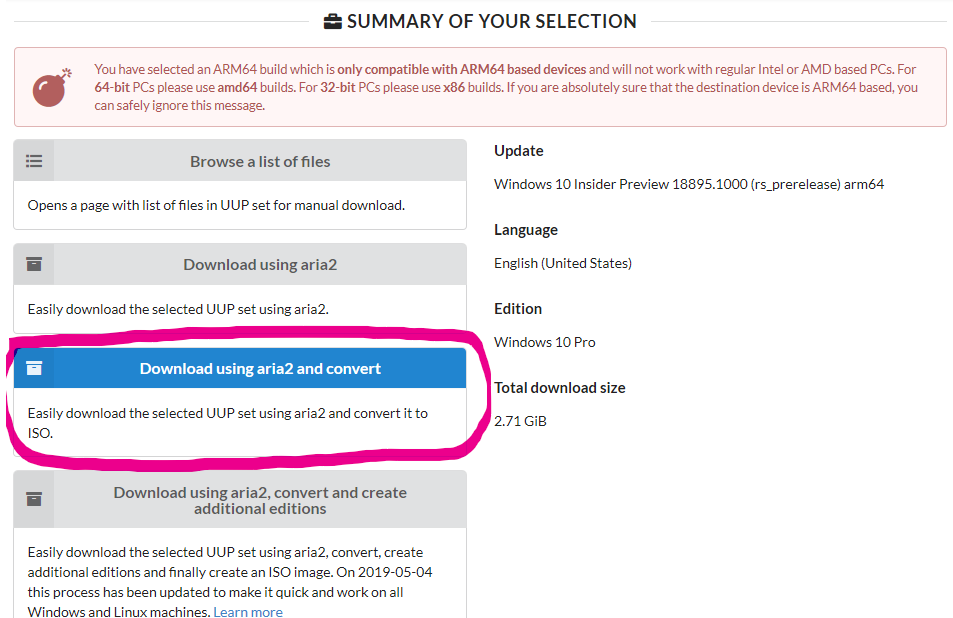 SUMMARY OF YOUR SELECTION
You have selected an ARM64 build which is only compatible with ARM64 based devices and will not work with regular Intel or AMD based PCs. For
64-bit PCs please use amd64 builds. For 32-bit PCs please use x86 builds. If you are absolutely sure that the destination device is ARM64 based, you
can safely ignore this message.
Browse a list of files
Opens a page with list of files in UUP set for manual download.
Download using aria2
Easily download the selected UUP set using aria2.
Download using aria2 and convert
Easily download the selected UUP set using aria2 and convert it to
ISO.
Download using aria2, convert and create
additional editions
Easily download the selected UUP set using aria2, convert, create
additional editions and finally create an ISO image. On 2019-05-04
this process has been updated to make it quick and work on all
Windows and Linux machines. Learn more
Update
Windows 10 Insider Preview 18895.1000 (rs_prerelease) arm64
Language
English (United States)
Edition
Windows 10 Pro
Total download size
2.71 GiB